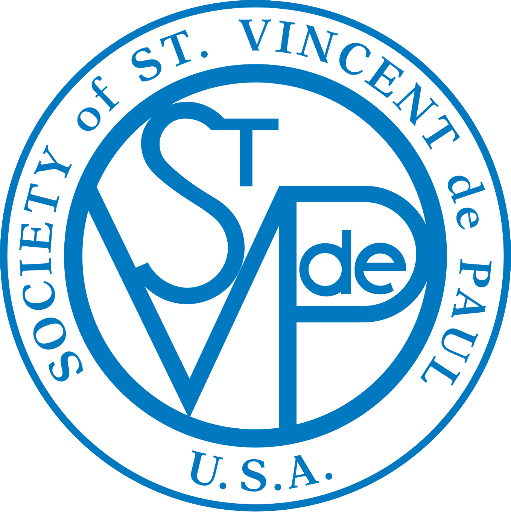 SOCIETY of ST. VINCENT de PAUL
ST
V de P
U.S.A.